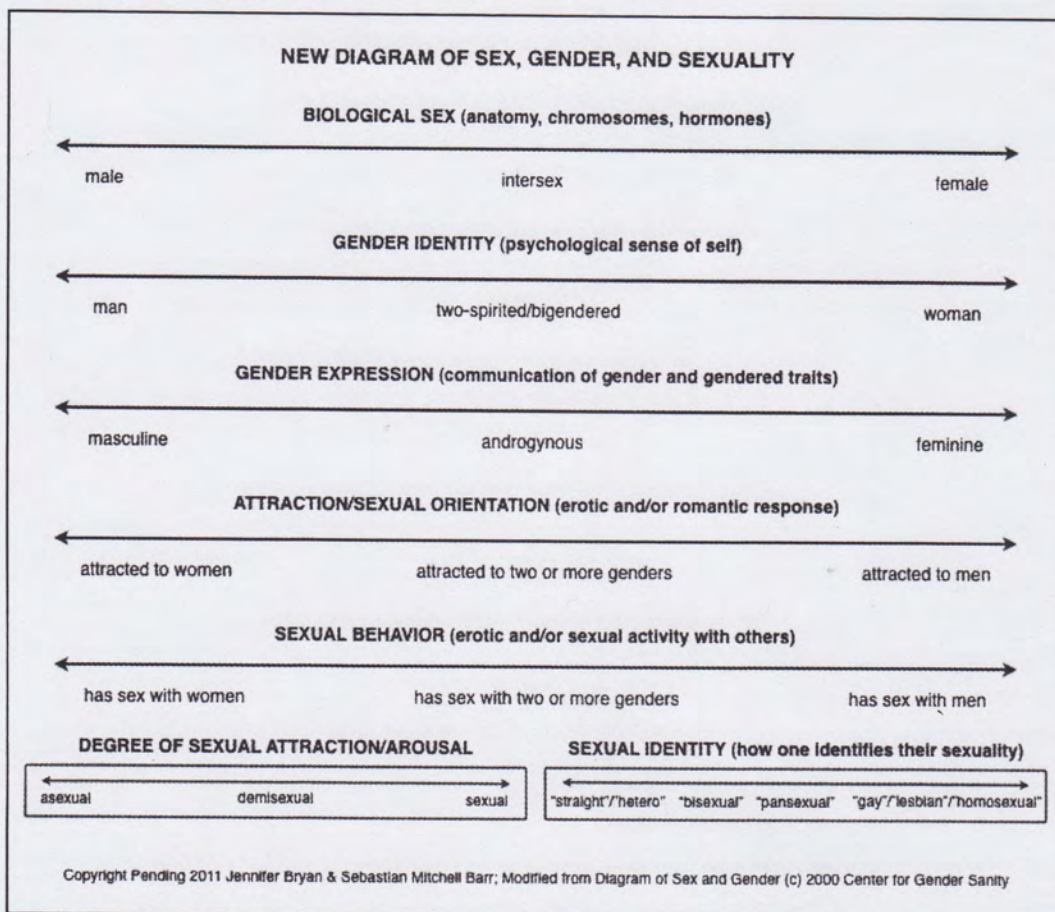 NEW DIAGRAM OF SEX, GENDER, AND SEXUALITY
BIOLOGICAL SEX (anatomy, chromosomes, hormones)
male intersex female
GENDER IDENTITY (psychological sense of self)
man two-spirited/bigendered woman
GENDER EXPRESSION (communication of gender and gendered traits)
masculine androgynous feminine
ATTRACTION/SEXUAL ORIENTATION (erotic and/or romantic response)
attracted to women attracted to two or more genders attracted to men
SEXUAL BEHAVIOR (erotic and/or sexual activity with others)
has sex with women has sex with two or more genders has sex with men
DEGREE OF SEXUAL ATTRACTION/AROUSAL
asexual demisexual sexual
SEXUAL IDENTITY (how one identifies their sexuality)
"straight"/"hetero" "bisexual" "pansexual" "gay"/"lesbian"/"homosexual"
Copyright Pending 2011 Jennifer Bryan & Sebastian Mitchell Barr; Modified from Diagram of Sex and Gender (c) 2000 Center for Gender Sanity